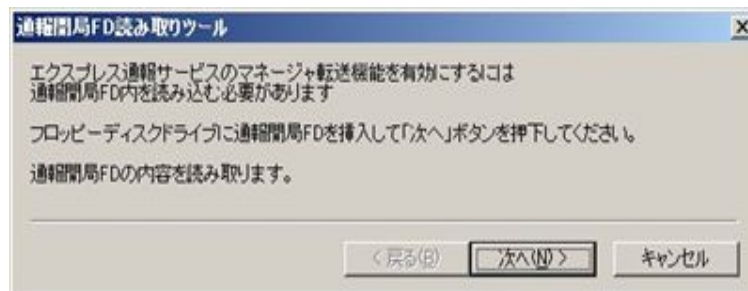 通報開局FD読み取りツール
エクスプレス通報サービスのマネージャ転送機能を有効にするには
通報開局FD内を読み込む必要があります
フロッピーディスクドライブに通報開局FDを挿入して「次へ」ボタンを押下してください。
通報開局FDの内容を読み取ります。
< 戻る(B) 次へ(N) > キャンセル